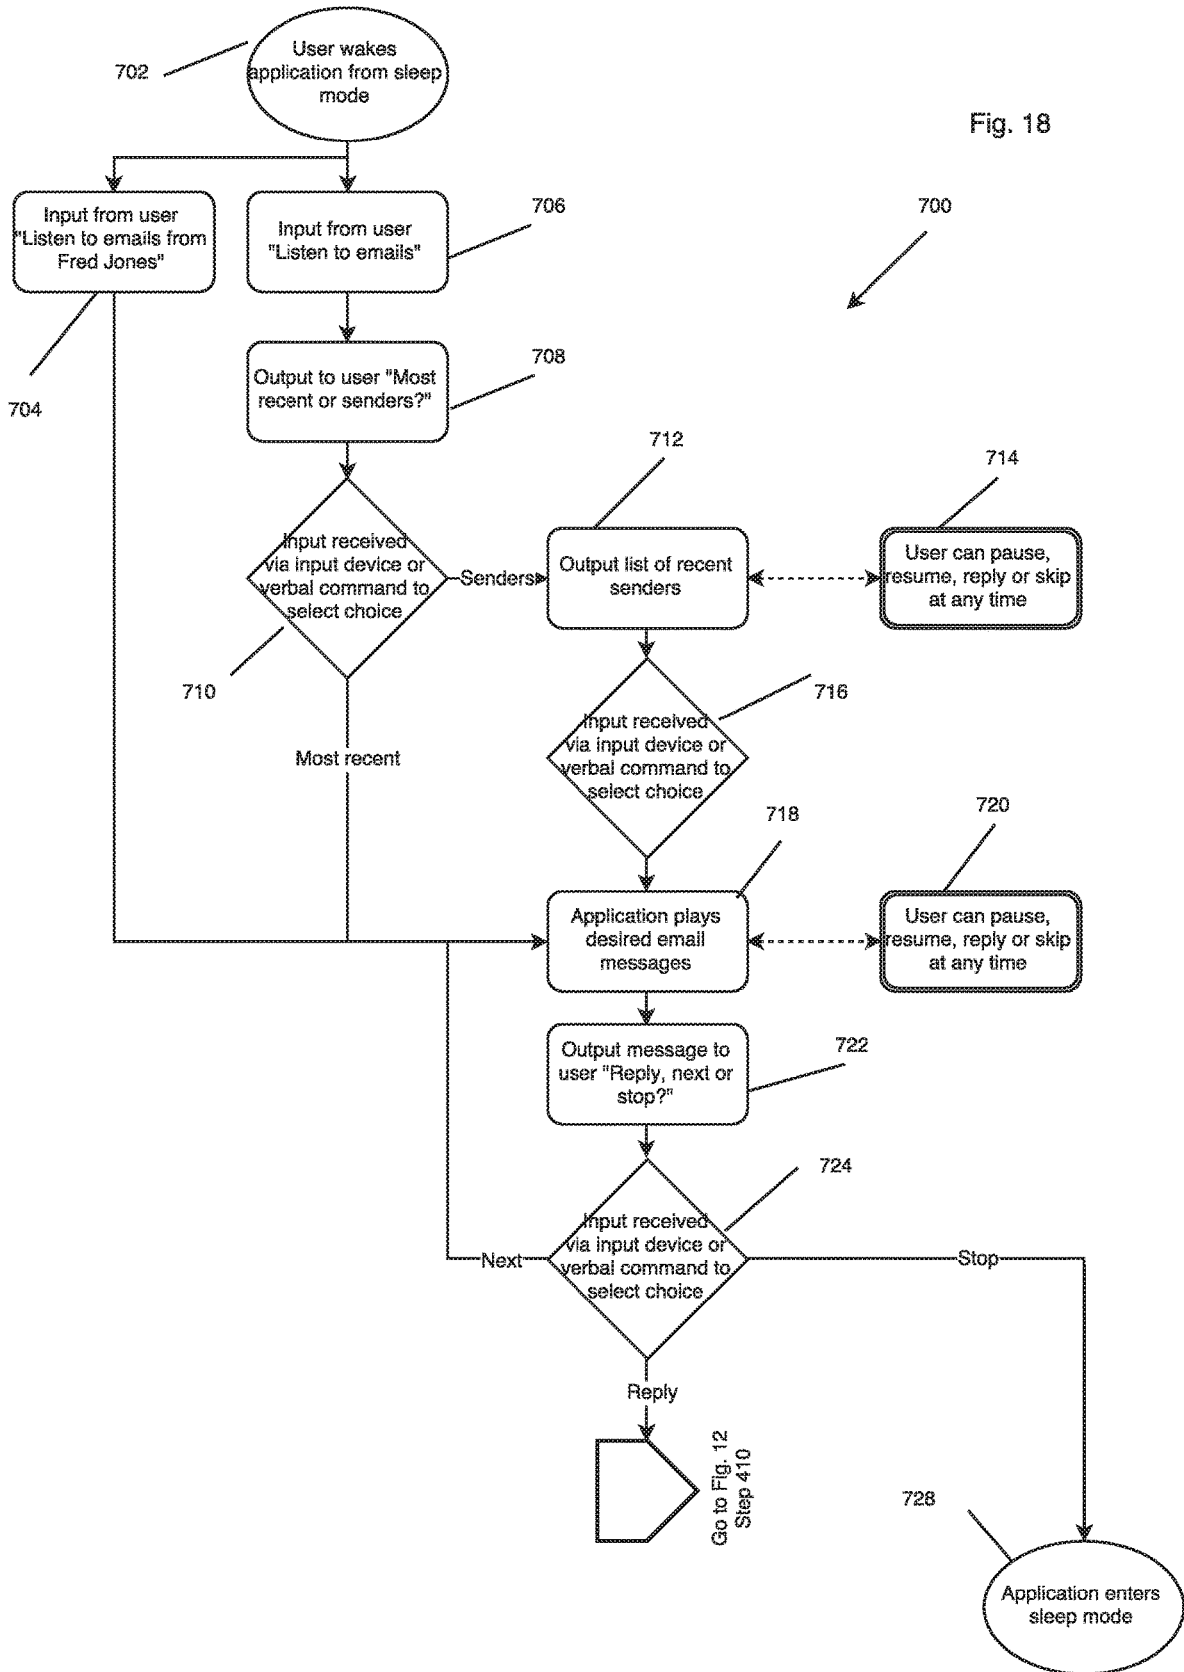 702
User wakes
application from sleep
mode
Fig. 18
Input from user
"Listen to emails from
Fred Jones"
Input from user
"Listen to emails"
706
700
704
Output to user "Most
recent or senders?"
708
712
714
Input received
via input device or
verbal command to
select choice
Senders
Output list of recent
senders
User can pause,
resume, reply or skip
at any time
710
716
Most recent
Input received
via input device or
verbal command to
select choice
718
720
Application plays
desired email
messages
User can pause,
resume, reply or skip
at any time
Output message to
user "Reply, next or
stop?"
722
724
Input received
via input device or
verbal command to
select choice
Next
Stop
Reply
Go to Fig. 12
Step 410
728
Application enters
sleep mode